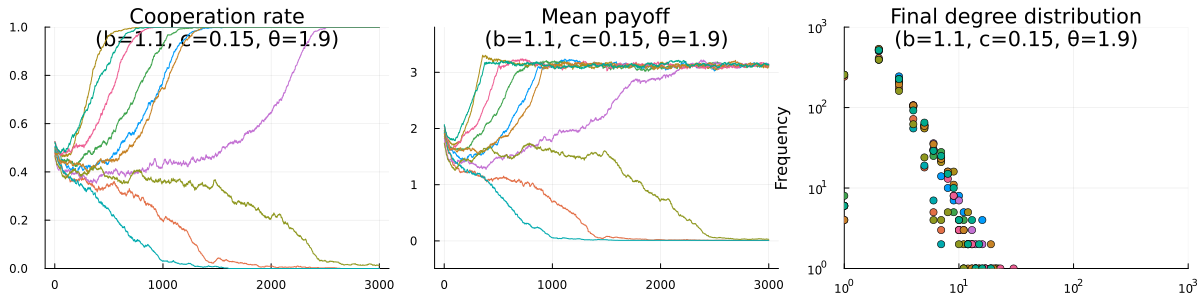 Cooperation rate
(b=1.1, c=0.15, θ=1.9)
1.0
0.8
0.6
0.4
0.2
0.0
0 1000 2000 3000
Mean payoff
(b=1.1, c=0.15, θ=1.9)
3
2
1
0
0 1000 2000 3000
Final degree distribution
(b=1.1, c=0.15, θ=1.9)
Frequency
10³
10²
10¹
10⁰
10⁰ 10¹ 10² 10³